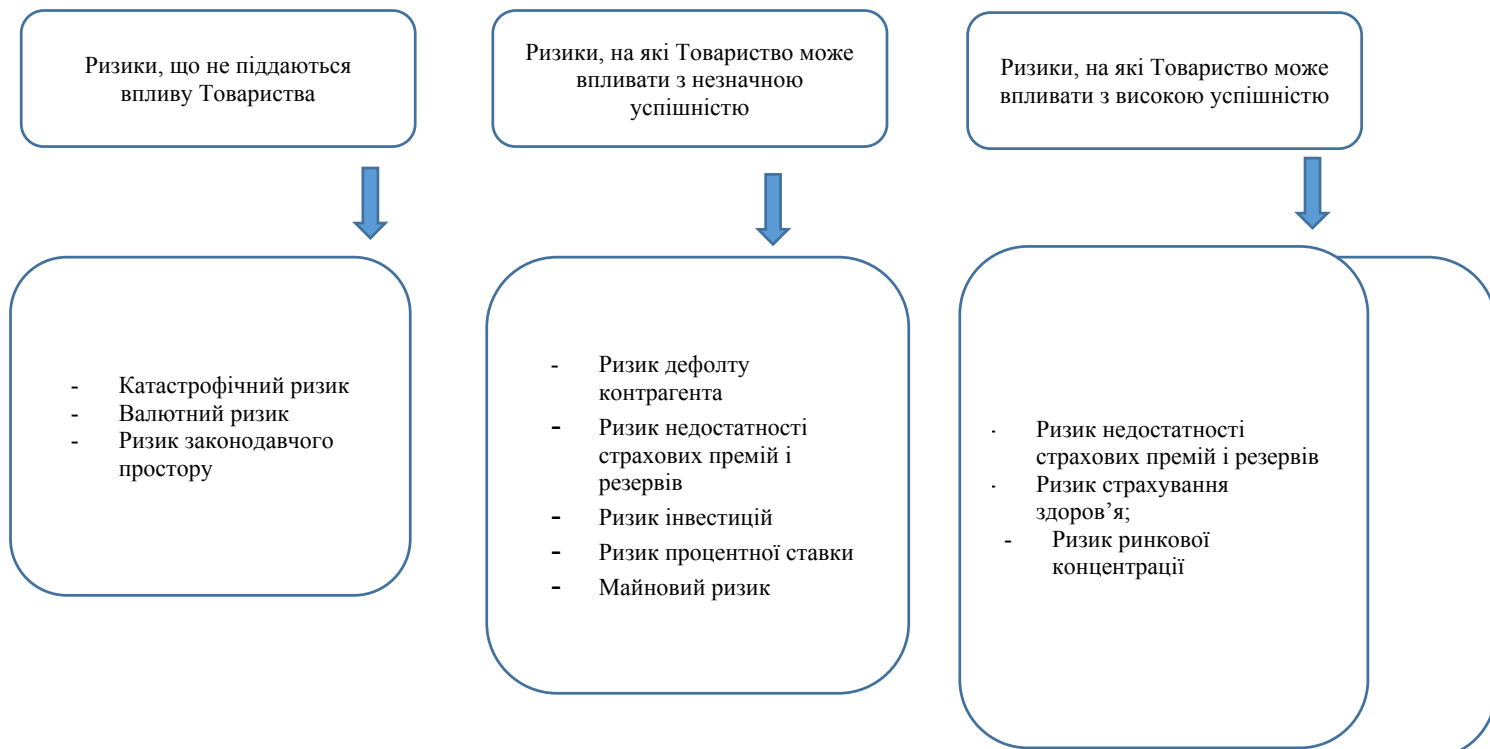 Ризики, що не піддаються
впливу Товариства
Ризики, на які Товариство може
впливати з незначною
успішністю
Ризики, на які Товариство може
впливати з високою успішністю
- Катастрофічний ризик
- Валютний ризик
- Ризик законодавчого
простору
- Ризик дефолту
контрагента
- Ризик недостатності
страхових премій і
резервів
- Ризик інвестицій
- Ризик процентної ставки
- Майновий ризик
- Ризик недостатності
страхових премій і резервів
- Ризик страхування
здоров’я;
- Ризик ринкової
концентрації